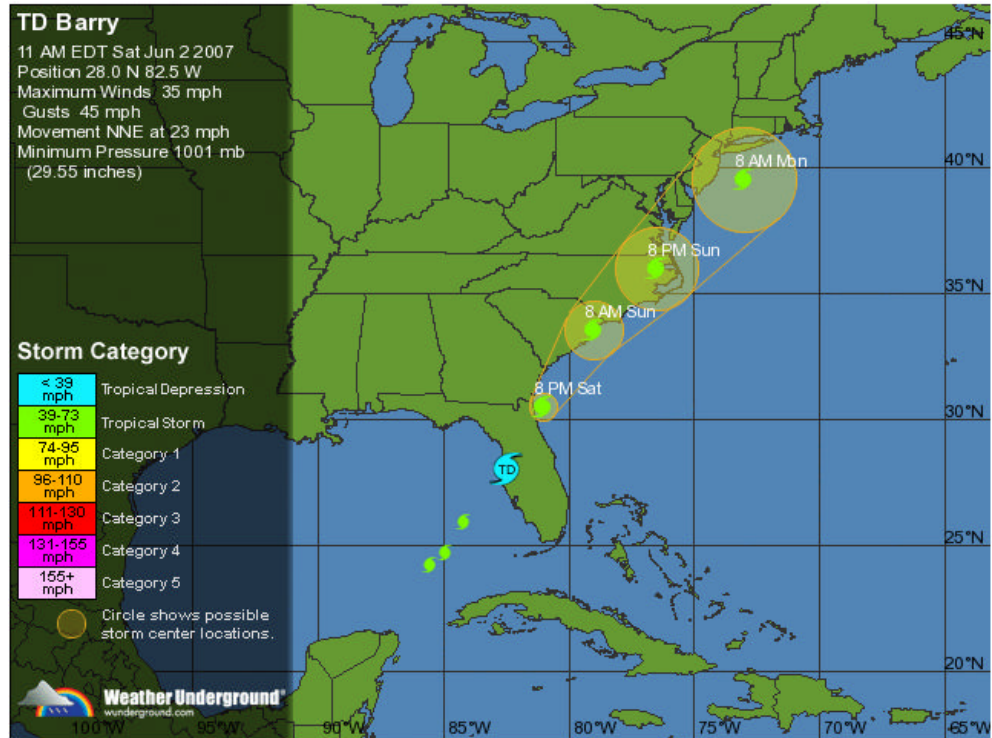 TD Barry
11 AM EDT Sat Jun 2 2007
Position 28.0 N 82.5 W
Maximum Winds 35 mph
Gusts 45 mph
Movement NNE at 23 mph
Minimum Pressure 1001 mb
(29.55 inches)
45°N
8 AM Mon
40°N
8 PM Sun
35°N
8 AM Sun
8 PM Sat
30°N
TD
25°N
20°N
Storm Category
< 39 mph Tropical Depression
39-73 mph Tropical Storm
74-95 mph Category 1
96-110 mph Category 2
111-130 mph Category 3
131-155 mph Category 4
155+ mph Category 5
Circle shows possible
storm center locations.
Weather Underground®
wunderground.com
100°W 95°W 90°W 85°W 80°W 75°W 70°W 65°W